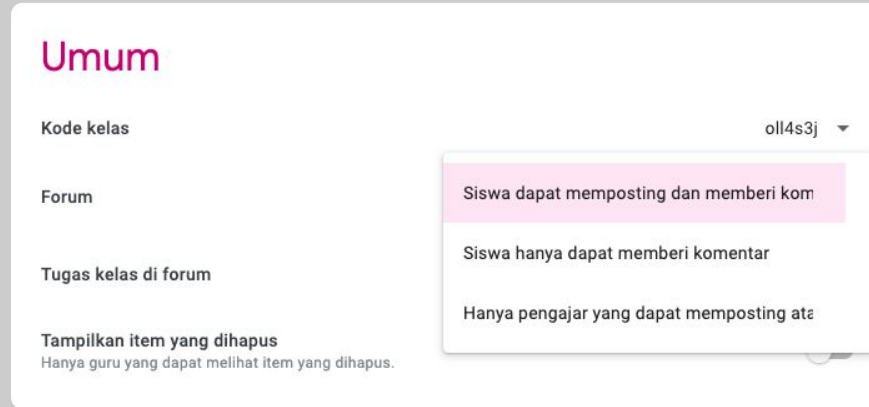 Umum
Kode kelas
oll4s3j
Forum
Siswa dapat memposting dan memberi kom
Siswa hanya dapat memberi komentar
Tugas kelas di forum
Hanya pengajar yang dapat memposting ata
Tampilkan item yang dihapus
Hanya guru yang dapat melihat item yang dihapus.